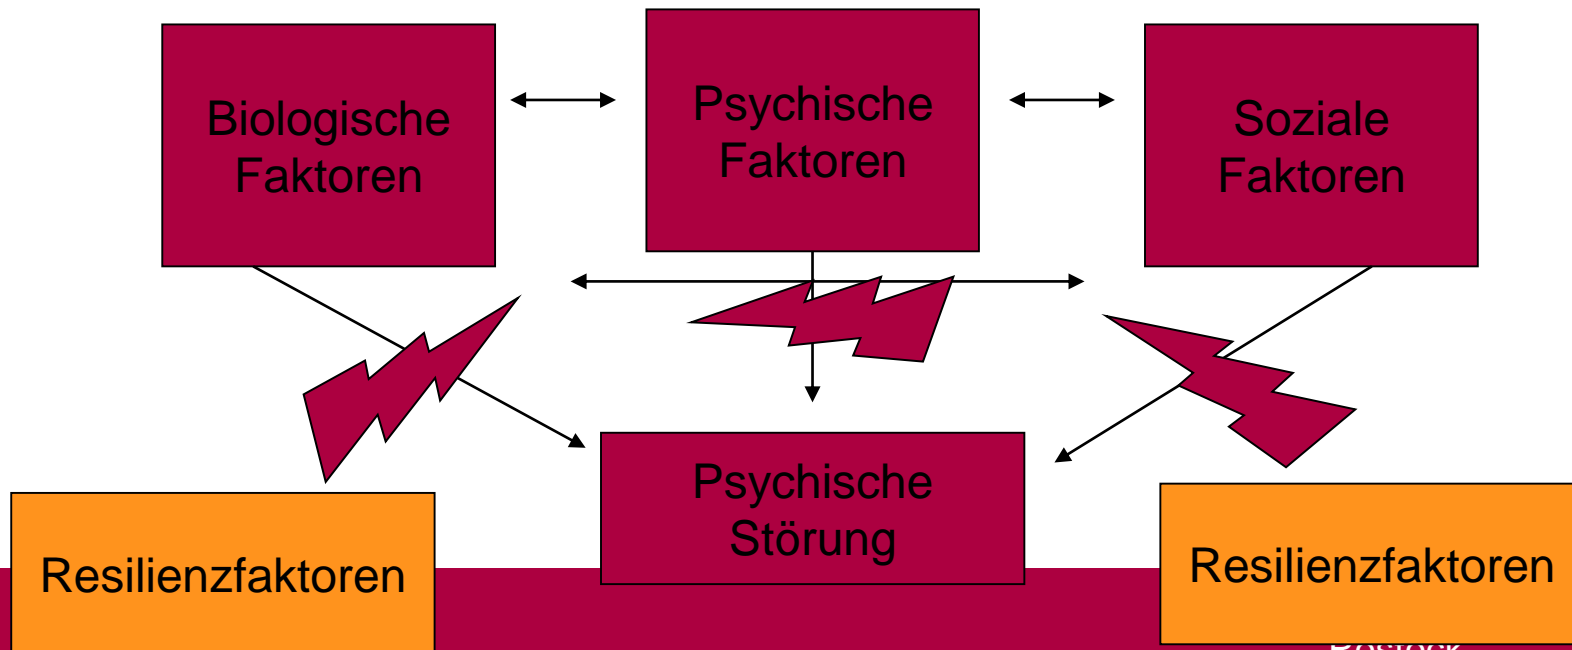 Biologische
Faktoren
Psychische
Faktoren
Soziale
Faktoren
Psychische
Störung
Resilienzfaktoren
Resilienzfaktoren